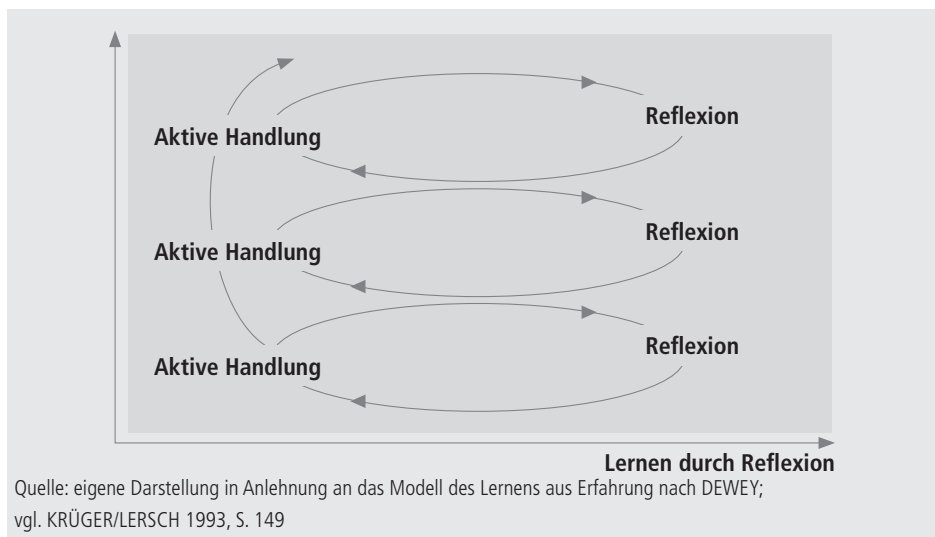 Aktive Handlung
Reflexion
Aktive Handlung
Reflexion
Aktive Handlung
Reflexion
Lernen durch Reflexion
Quelle: eigene Darstellung in Anlehnung an das Modell des Lernens aus Erfahrung nach DEWEY;
vgl. KRÜGER/LERSCH 1993, S. 149